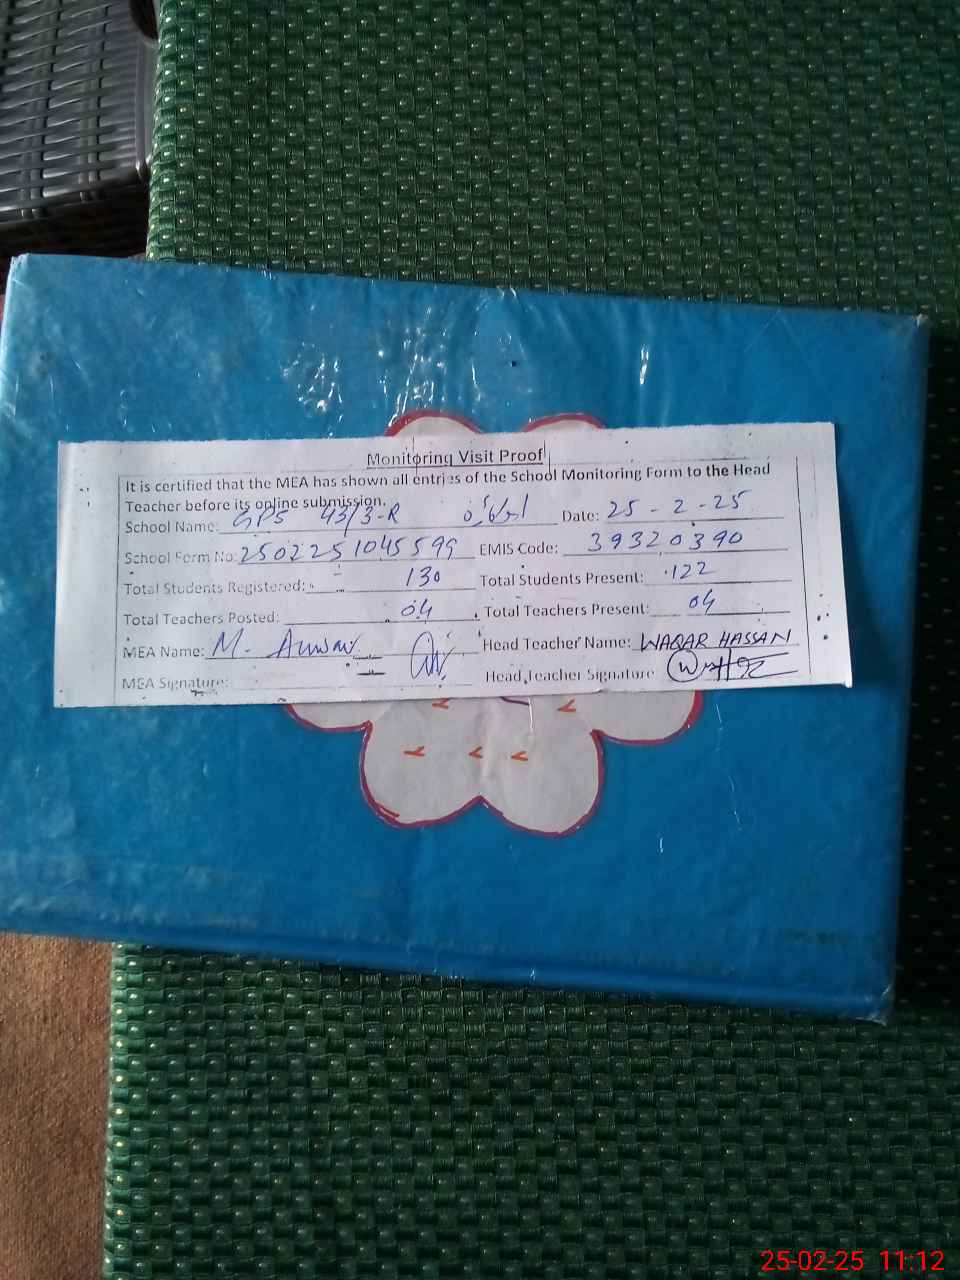 Monitoring Visit Proof
It is certified that the MEA has shown all entries of the School Monitoring Form to the Head
Teacher before its online submission.
School Name: GPS 43/3-R Date: 25-2-25
School Form No: 2502251045599 EMIS Code: 39320390
Total Students Registered: 130 Total Students Present: 122
Total Teachers Posted: 04 Total Teachers Present: 04
MEA Name: M. Anwar Head Teacher Name: WAQAR HASSAN
MEA Signature: Head Teacher Signature
25-02-25 11:12